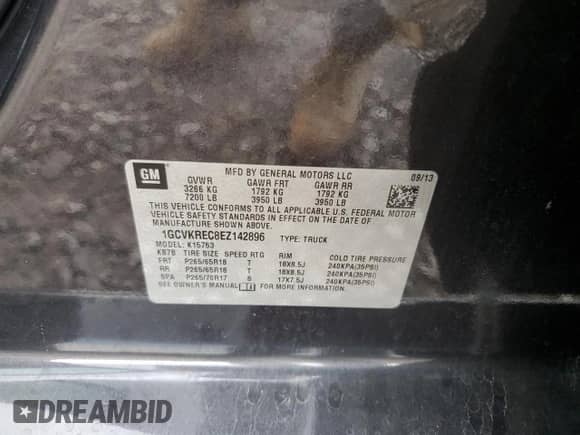 GM
MFD BY GENERAL MOTORS LLC
09/13
GVWR GAWR FRT GAWR RR
3266 KG 1792 KG 1792 KG
7200 LB 3950 LB 3950 LB
THIS VEHICLE CONFORMS TO ALL APPLICABLE U.S. FEDERAL MOTOR
VEHICLE SAFETY STANDARDS IN EFFECT ON THE DATE OF
MANUFACTURE SHOWN ABOVE.
1GCVKREC8EZ142896 TYPE: TRUCK
MODEL: K15753
K87B TIRE SIZE SPEED RTG RIM COLD TIRE PRESSURE
FRT P265/65R18 T 18X8.5J 240KPA(35PSI)
RR P265/65R18 T 18X8.5J 240KPA(35PSI)
SPA P265/70R17 S 17X7.5J 240KPA(35PSI)
SEE OWNER'S MANUAL FOR MORE INFORMATION.
DREAMBID